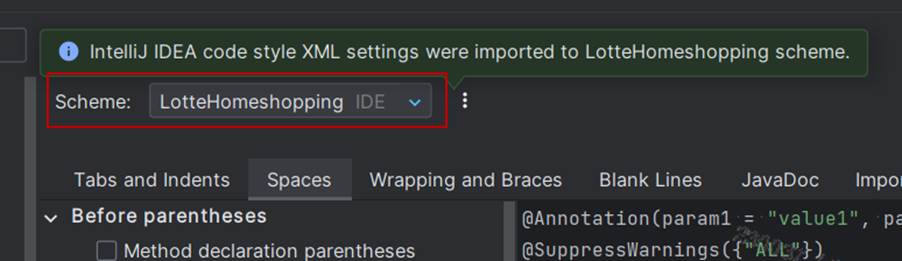 IntelliJ IDEA code style XML settings were imported to LotteHomeshopping scheme.
Scheme: LotteHomeshopping IDE
Tabs and Indents Spaces Wrapping and Braces Blank Lines JavaDoc Impo
Before parentheses
Method declaration parentheses
@Annotation(param1 = "value1", pa
@SuppressWarnings({"ALL"})